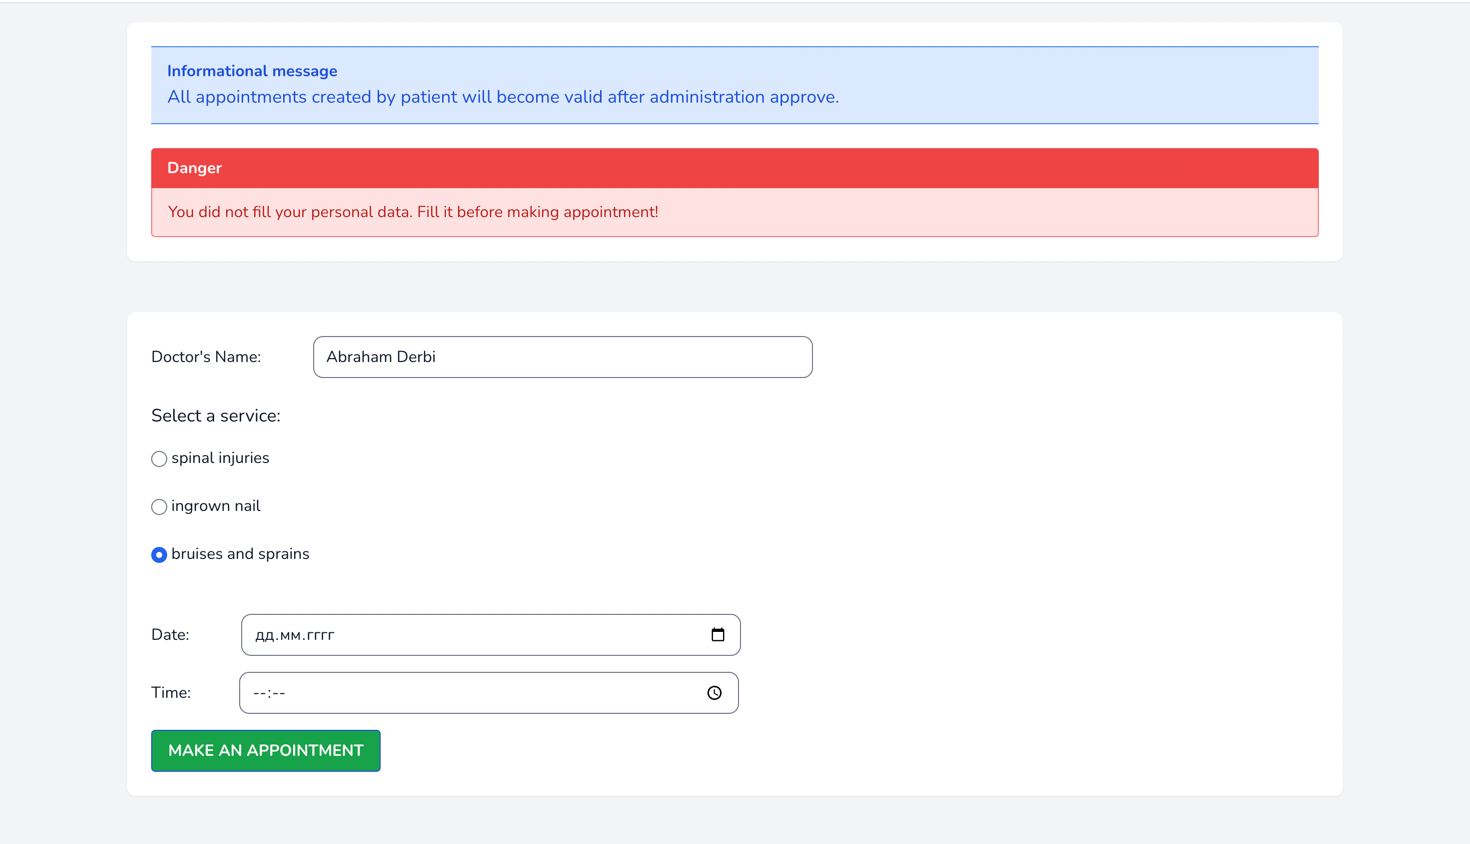 Informational message
All appointments created by patient will become valid after administration approve.
Danger
You did not fill your personal data. Fill it before making appointment!
Doctor's Name: Abraham Derbi
Select a service:
spinal injuries
ingrown nail
bruises and sprains
Date: дд.мм.гггг
Time: --:--
MAKE AN APPOINTMENT